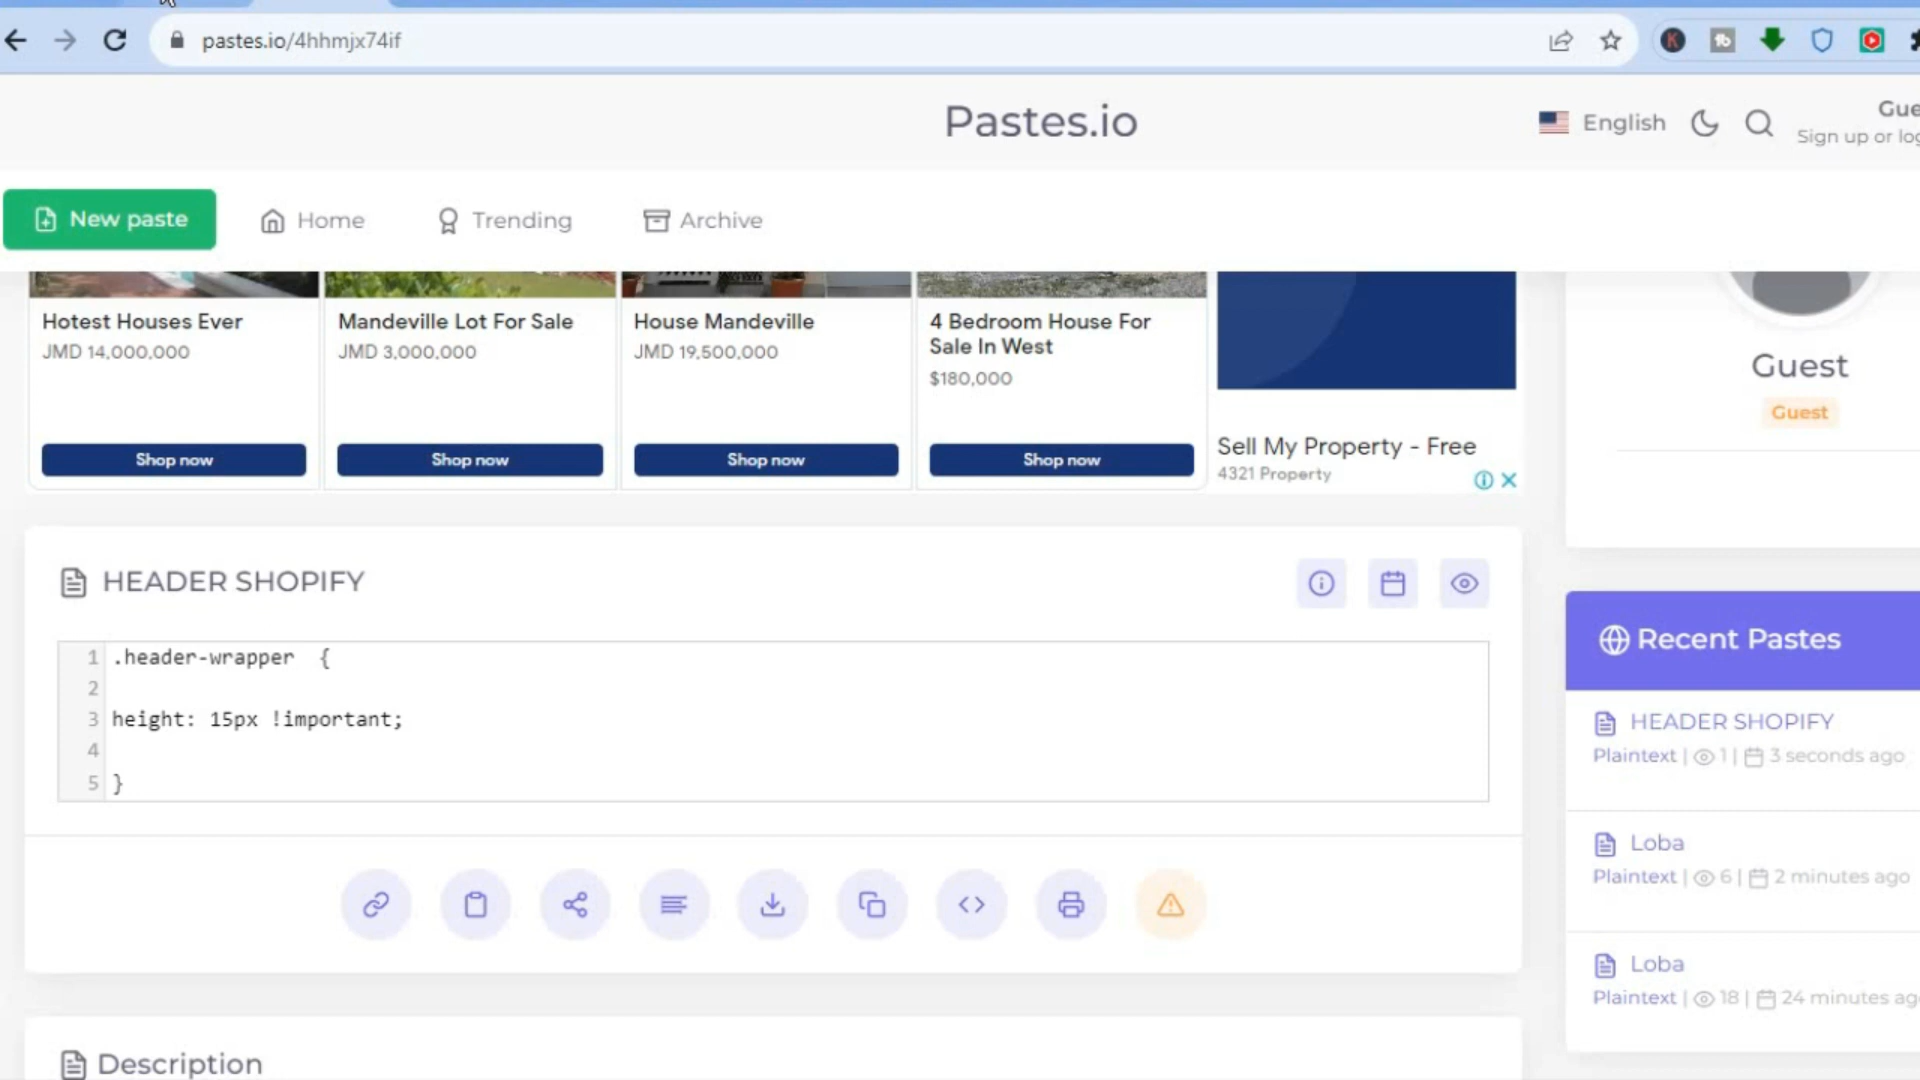 pastes.io/4hhmjx74if
Pastes.io
English
Sign up or
New paste
Home
Trending
Archive
Hotest Houses Ever
JMD 14,000,000
Shop now
Mandeville Lot For Sale
JMD 3,000,000
Shop now
House Mandeville
JMD 19,500,000
Shop now
4 Bedroom House For
Sale In West
$180,000
Shop now
Sell My Property - Free
4321 Property
Guest
Guest
HEADER SHOPIFY
1 .header-wrapper  {
2
3 height: 15px !important;
4
5 }
Description
Recent Pastes
HEADER SHOPIFY
Plaintext | 1 | 3 seconds ago
Loba
Plaintext | 6 | 2 minutes ago
Loba
Plaintext | 18 | 24 minutes ag